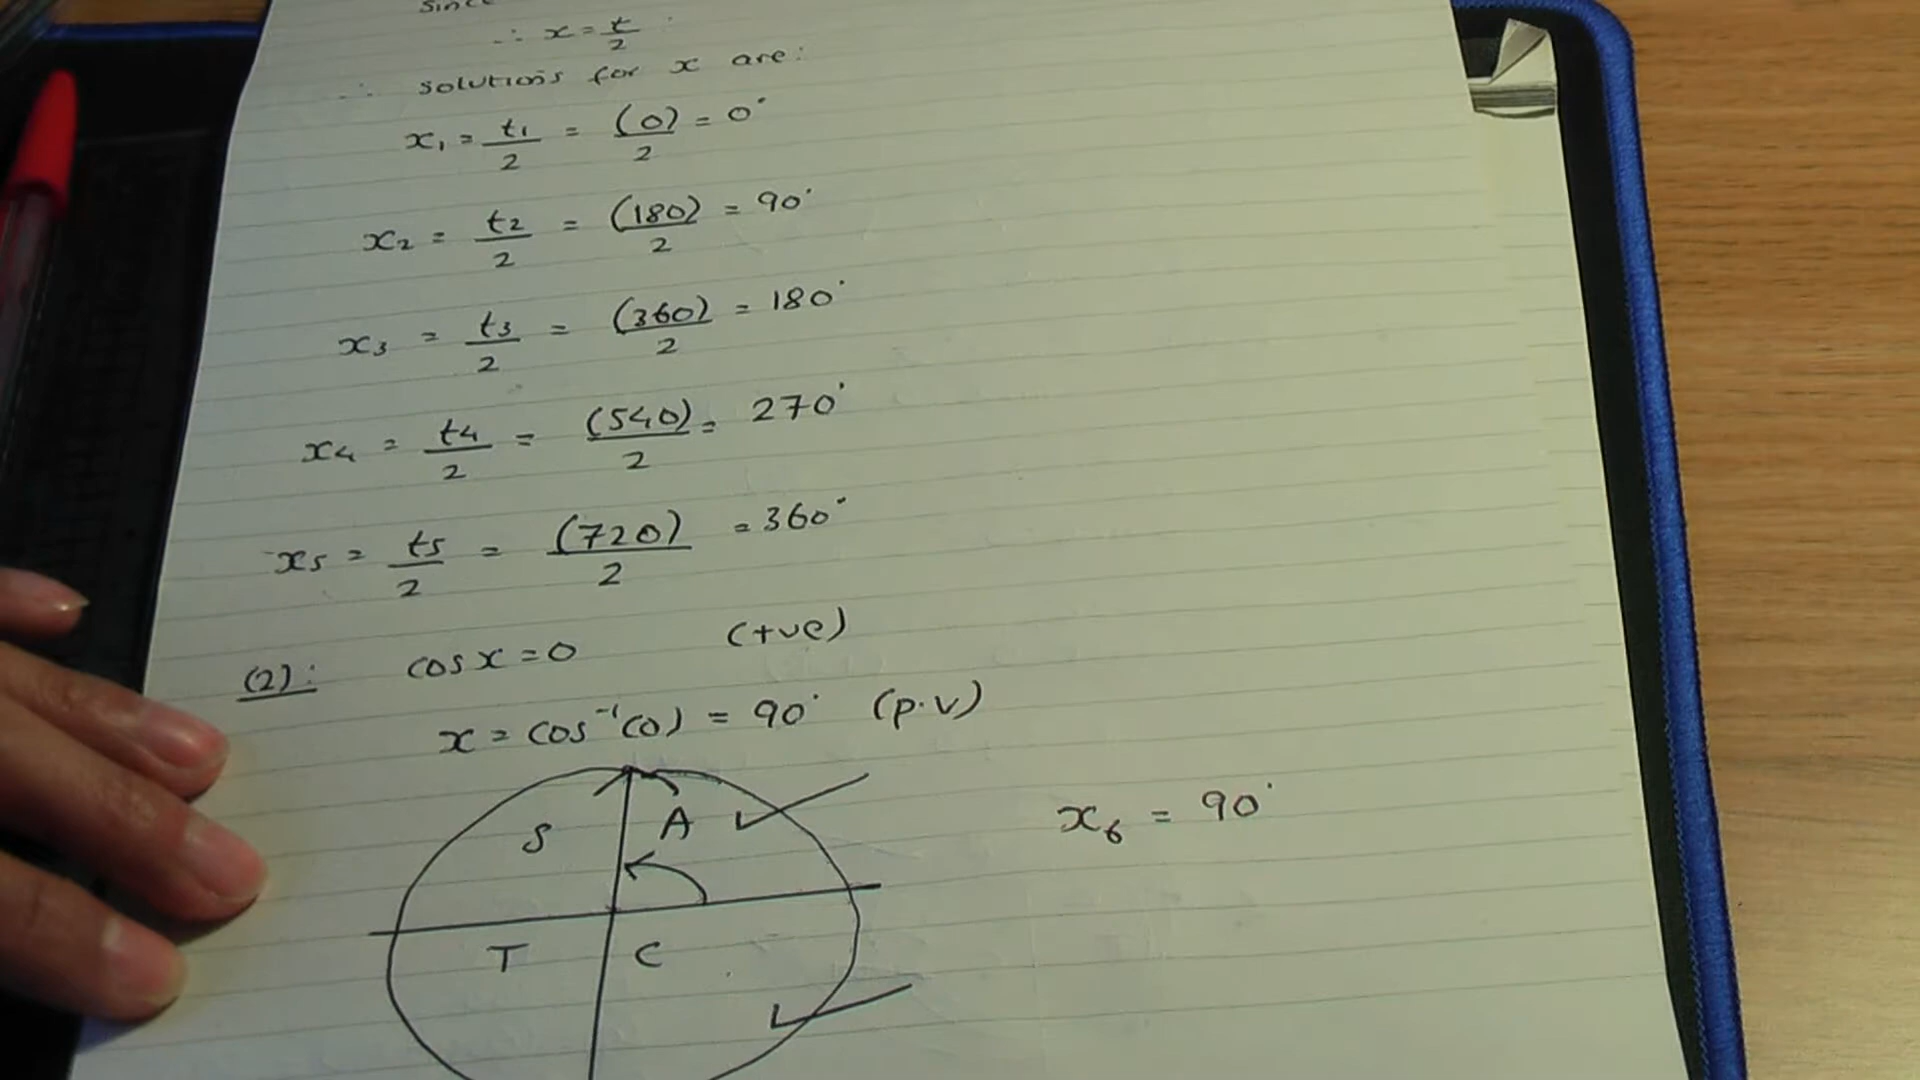 since
∴ x = t/2
∴ solutions for x are:
x₁ = t₁/2 = (0)/2 = 0°
x₂ = t₂/2 = (180)/2 = 90°
x₃ = t₃/2 = (360)/2 = 180°
x₄ = t₄/2 = (540)/2 = 270°
x₅ = t₅/2 = (720)/2 = 360°
(2): cos x = 0 (+ve)
x = cos⁻¹(0) = 90° (p.v)
S A
x₆ = 90°
T C